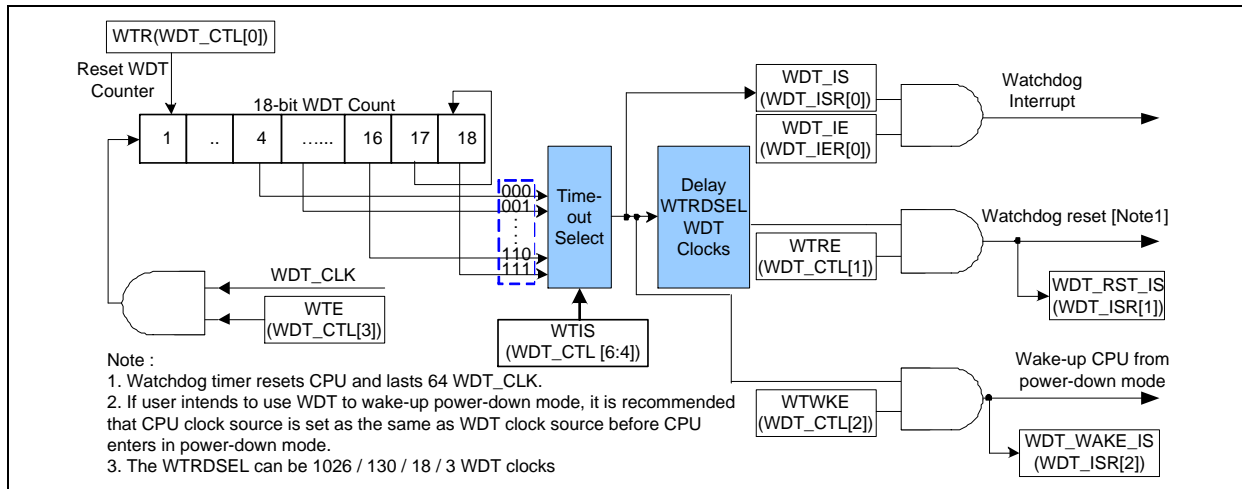 WTR(WDT_CTL[0])
Reset WDT
Counter
18-bit WDT Count
1 .. 4 …... 16 17 18
000
001
:
:
110
111
Time-
out
Select
WTIS
(WDT_CTL [6:4])
WDT_CLK
WTE
(WDT_CTL[3])
WDT_IS
(WDT_ISR[0])
WDT_IE
(WDT_IER[0])
Watchdog
Interrupt
Delay
WTRDSEL
WDT
Clocks
WTRE
(WDT_CTL[1])
Watchdog reset [Note1]
WDT_RST_IS
(WDT_ISR[1])
WTWKE
(WDT_CTL[2])
Wake-up CPU from
power-down mode
WDT_WAKE_IS
(WDT_ISR[2])
Note :
1. Watchdog timer resets CPU and lasts 64 WDT_CLK.
2. If user intends to use WDT to wake-up power-down mode, it is recommended
that CPU clock source is set as the same as WDT clock source before CPU
enters in power-down mode.
3. The WTRDSEL can be 1026 / 130 / 18 / 3 WDT clocks